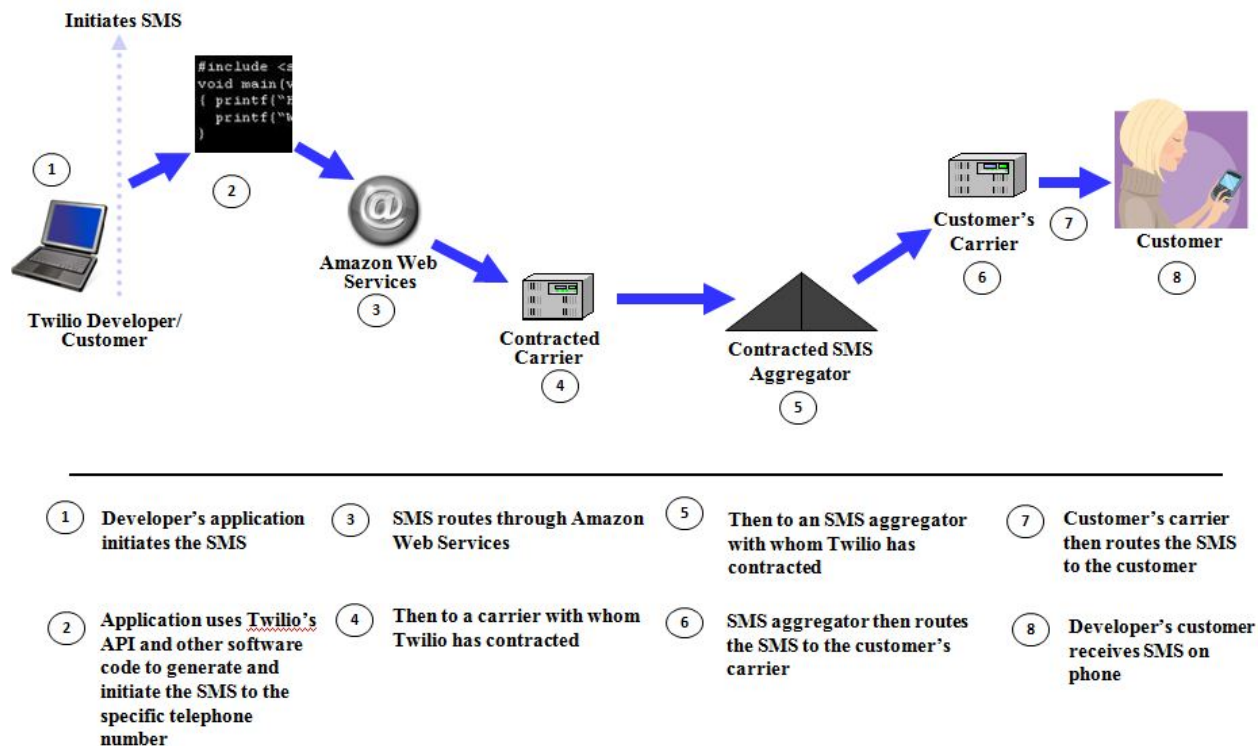 Initiates SMS
#include <s
void main(v
{ printf("H
printf("W
}
1
2
Twilio Developer/
Customer
@
Amazon Web
Services
3
Contracted
Carrier
4
Contracted SMS
Aggregator
5
Customer's
Carrier
6
7
Customer
8
1
Developer's application
initiates the SMS
2
Application uses Twilio's
API and other software
code to generate and
initiate the SMS to the
specific telephone
number
3
SMS routes through Amazon
Web Services
4
Then to a carrier with whom
Twilio has contracted
5
Then to an SMS aggregator
with whom Twilio has
contracted
6
SMS aggregator then routes
the SMS to the customer's
carrier
7
Customer's carrier
then routes the SMS
to the customer
8
Developer's customer
receives SMS on
phone